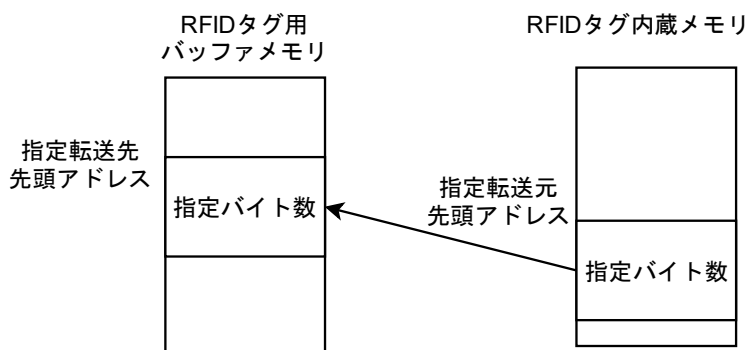 RFIDタグ用
バッファメモリ
RFIDタグ内蔵メモリ
指定転送先
先頭アドレス
指定バイト数
指定転送元
先頭アドレス
指定バイト数